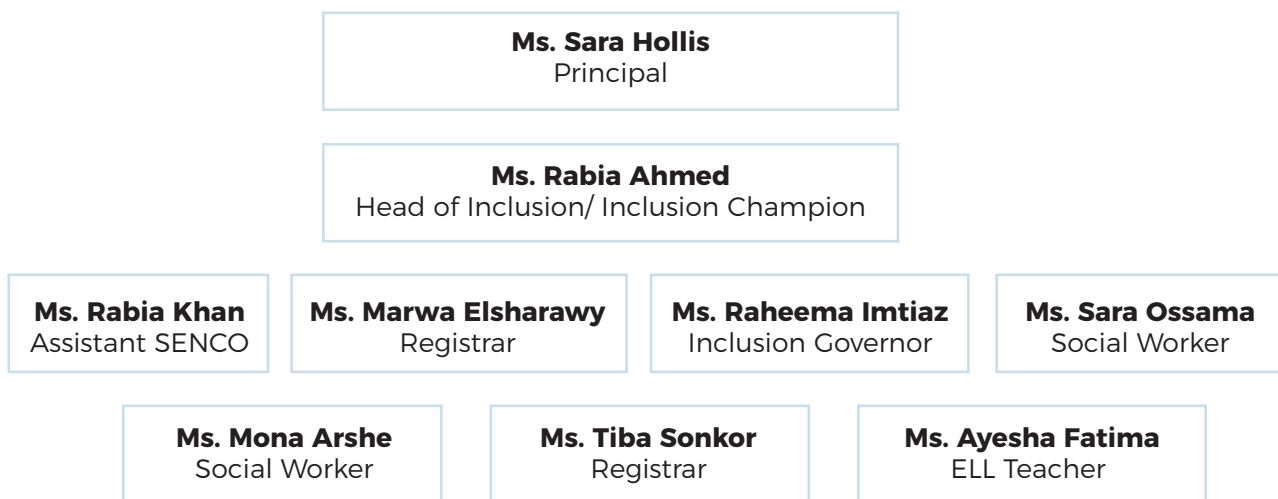 Ms. Sara Hollis
Principal
Ms. Rabia Ahmed
Head of Inclusion/ Inclusion Champion
Ms. Rabia Khan
Assistant SENCO
Ms. Marwa Elsharawy
Registrar
Ms. Raheema Imtiaz
Inclusion Governor
Ms. Sara Ossama
Social Worker
Ms. Mona Arshe
Social Worker
Ms. Tiba Sonkor
Registrar
Ms. Ayesha Fatima
ELL Teacher